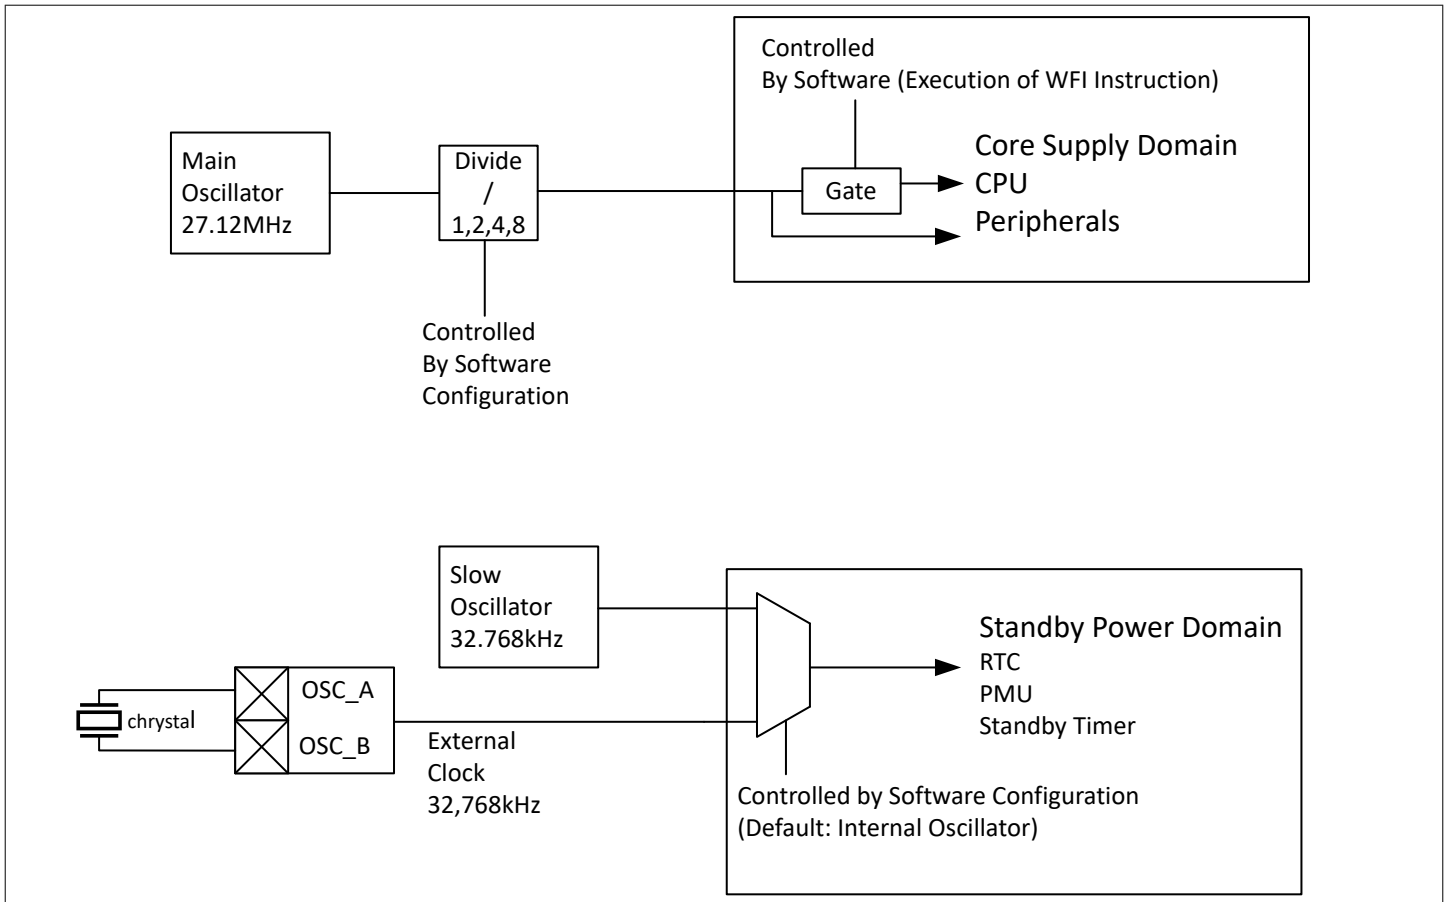 Controlled
By Software (Execution of WFI Instruction)
Main
Oscillator
27.12MHz
Divide
/
1,2,4,8
Gate
Core Supply Domain
CPU
Peripherals
Controlled
By Software
Configuration
Slow
Oscillator
32.768kHz
Standby Power Domain
RTC
PMU
Standby Timer
chrystal
OSC_A
OSC_B
External
Clock
32,768kHz
Controlled by Software Configuration
(Default: Internal Oscillator)